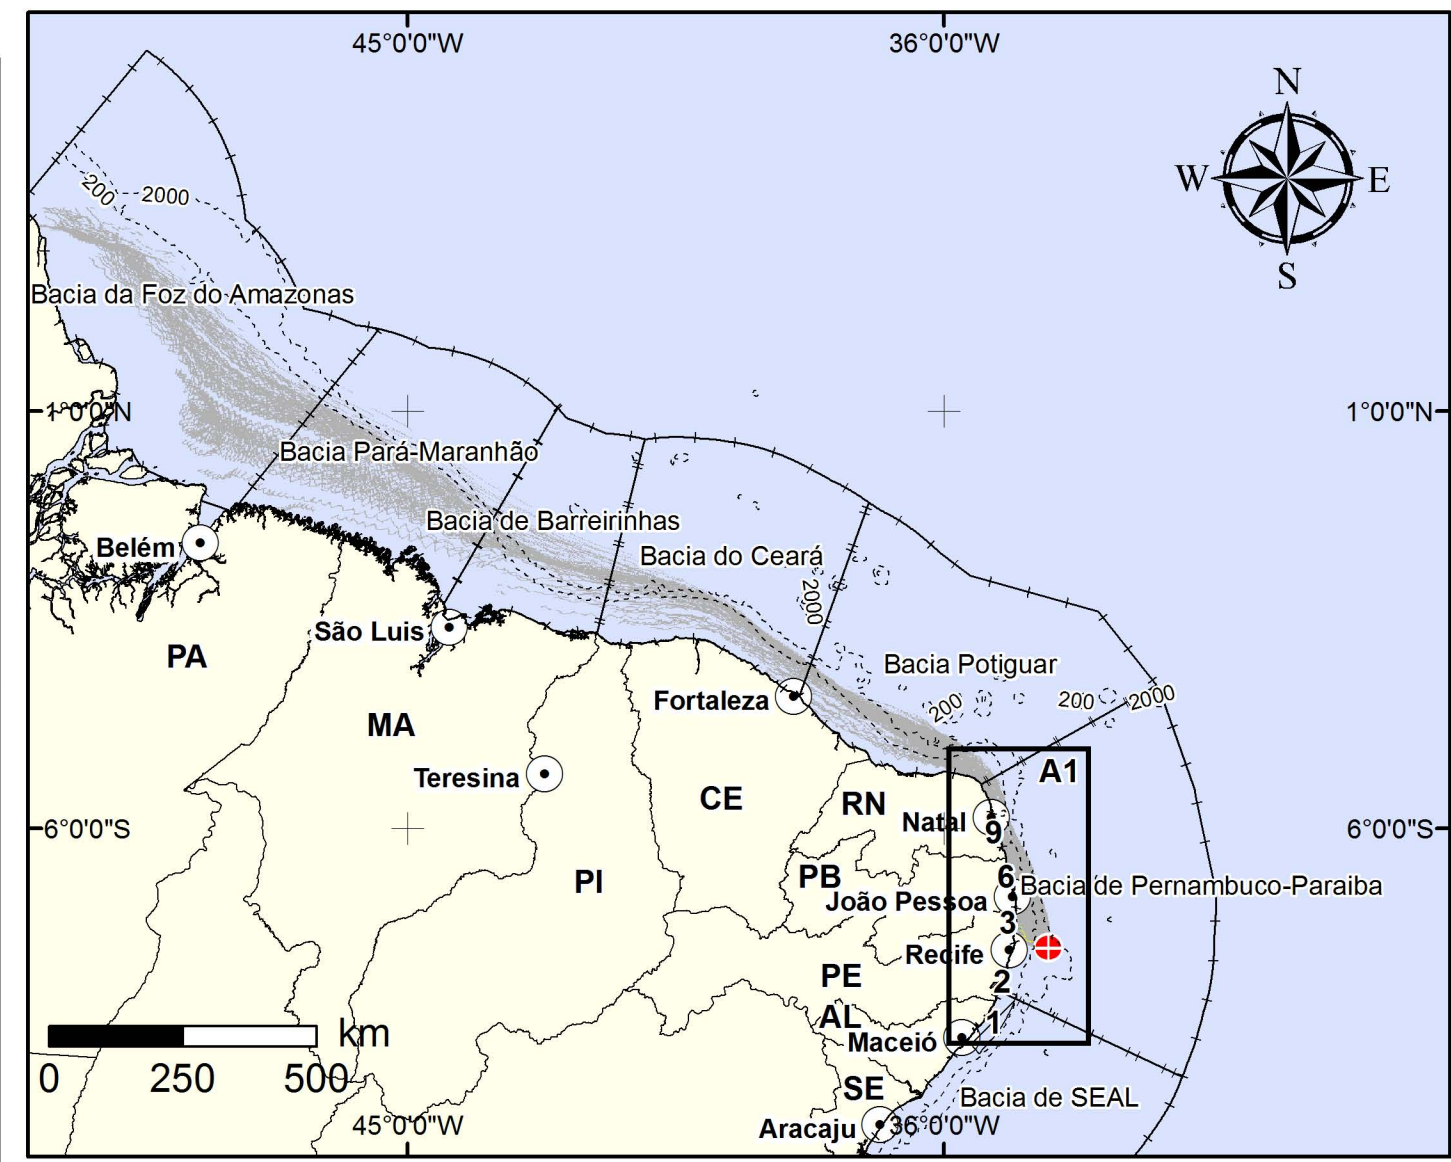 45°0'0"W
36°0'0"W
N
W
E
S
200
2000
Bacia da Foz do Amazonas
1°0'0"N
1°0'0"N
Bacia Pará-Maranhão
Bacia de Barreirinhas
Belém
Bacia do Ceará
2000
São Luis
PA
Bacia Potiguar
Fortaleza
200
200
2000
MA
Teresina
A1
CE
RN
Natal
9
6°0'0"S
6°0'0"S
PI
PB
6
Bacia de Pernambuco-Paraiba
João Pessoa
3
Recife
PE
2
AL
1
Maceió
km
0
250
500
SE
Bacia de SEAL
45°0'0"W
Aracaju
36°0'0"W